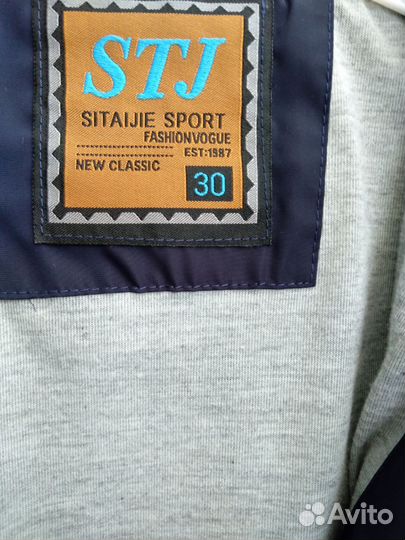 STJ
SITAIJIE SPORT
FASHIONVOGUE
EST:1987
NEW CLASSIC
30
Avito